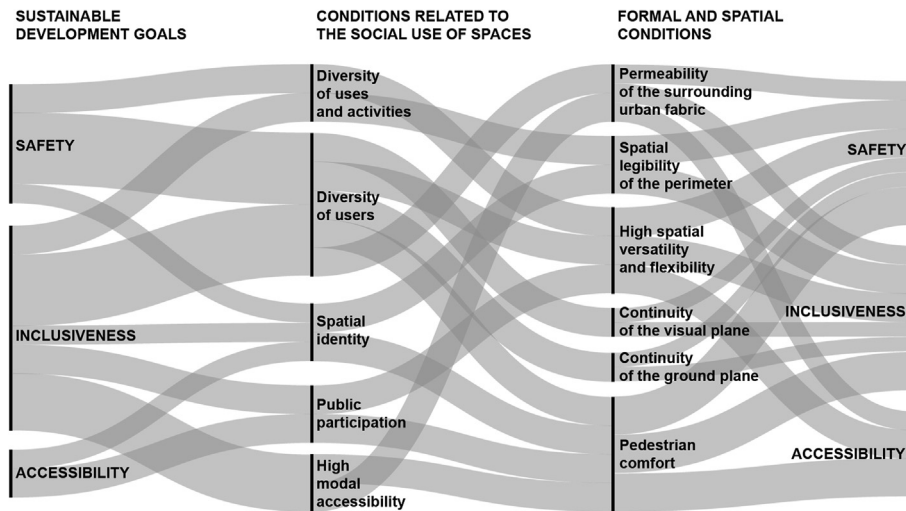 SUSTAINABLE
DEVELOPMENT GOALS
CONDITIONS RELATED TO
THE SOCIAL USE OF SPACES
FORMAL AND SPATIAL
CONDITIONS
SAFETY
INCLUSIVENESS
ACCESSIBILITY
Diversity
of uses
and activities
Diversity
of users
Spatial
identity
Public
participation
High
modal
accessibility
Permeability
of the surrounding
urban fabric
Spatial
legibility
of the perimeter
High spatial
versatility
and flexibility
Continuity
of the visual plane
Continuity
of the ground plane
Pedestrian
comfort
SAFETY
INCLUSIVENESS
ACCESSIBILITY